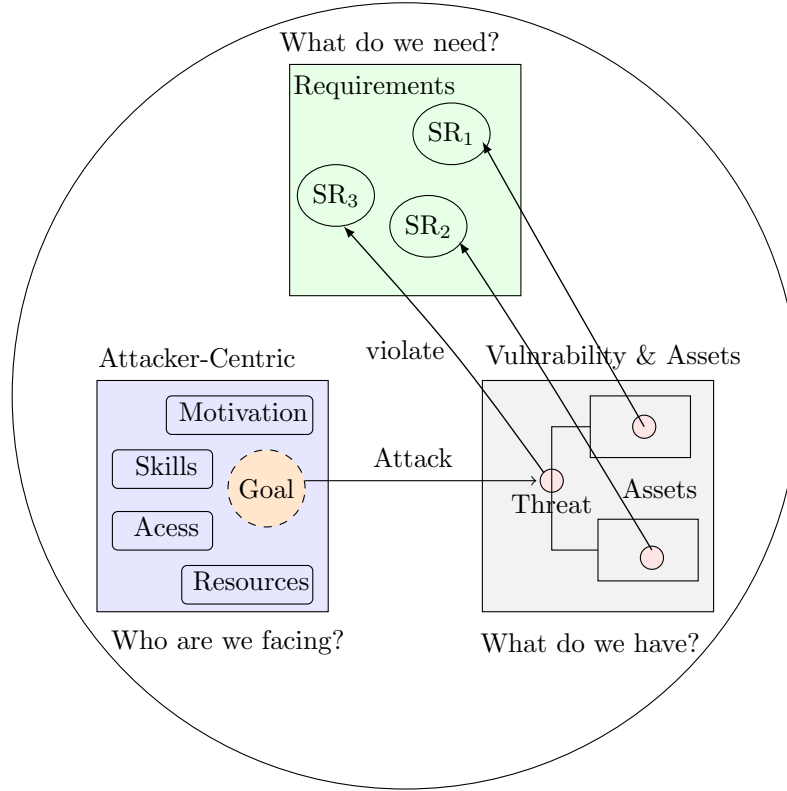 What do we need?
Requirements
SR₁
SR₃
SR₂
violate
Attacker-Centric
Vulnrability & Assets
Motivation
Skills
Goal
Attack
Assets
Threat
Acess
Resources
Who are we facing?
What do we have?